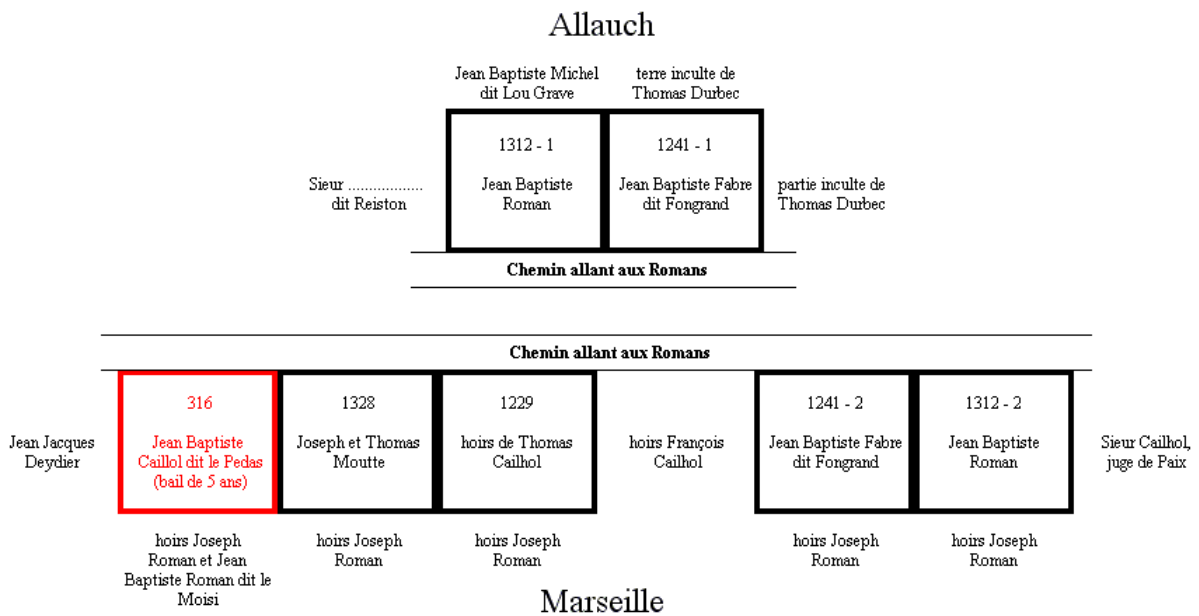 Allauch
Jean Baptiste Michel
dit Lou Grave
terre inculte de
Thomas Durbec
1312 - 1
Jean Baptiste
Roman
1241 - 1
Jean Baptiste Fabre
dit Fongrand
Sieur ..................
dit Reiston
partie inculte de
Thomas Durbec
Chemin allant aux Romans
Chemin allant aux Romans
Jean Jacques
Deydier
316
Jean Baptiste
Caillol dit le Pedas
(bail de 5 ans)
1328
Joseph et Thomas
Moutte
1229
hoirs de Thomas
Cailhol
hoirs François
Cailhol
1241 - 2
Jean Baptiste Fabre
dit Fongrand
1312 - 2
Jean Baptiste
Roman
Sieur Cailhol,
juge de Paix
hoirs Joseph
Roman et Jean
Baptiste Roman dit le
Moisi
hoirs Joseph
Roman
hoirs Joseph
Roman
hoirs Joseph
Roman
hoirs Joseph
Roman
Marseille